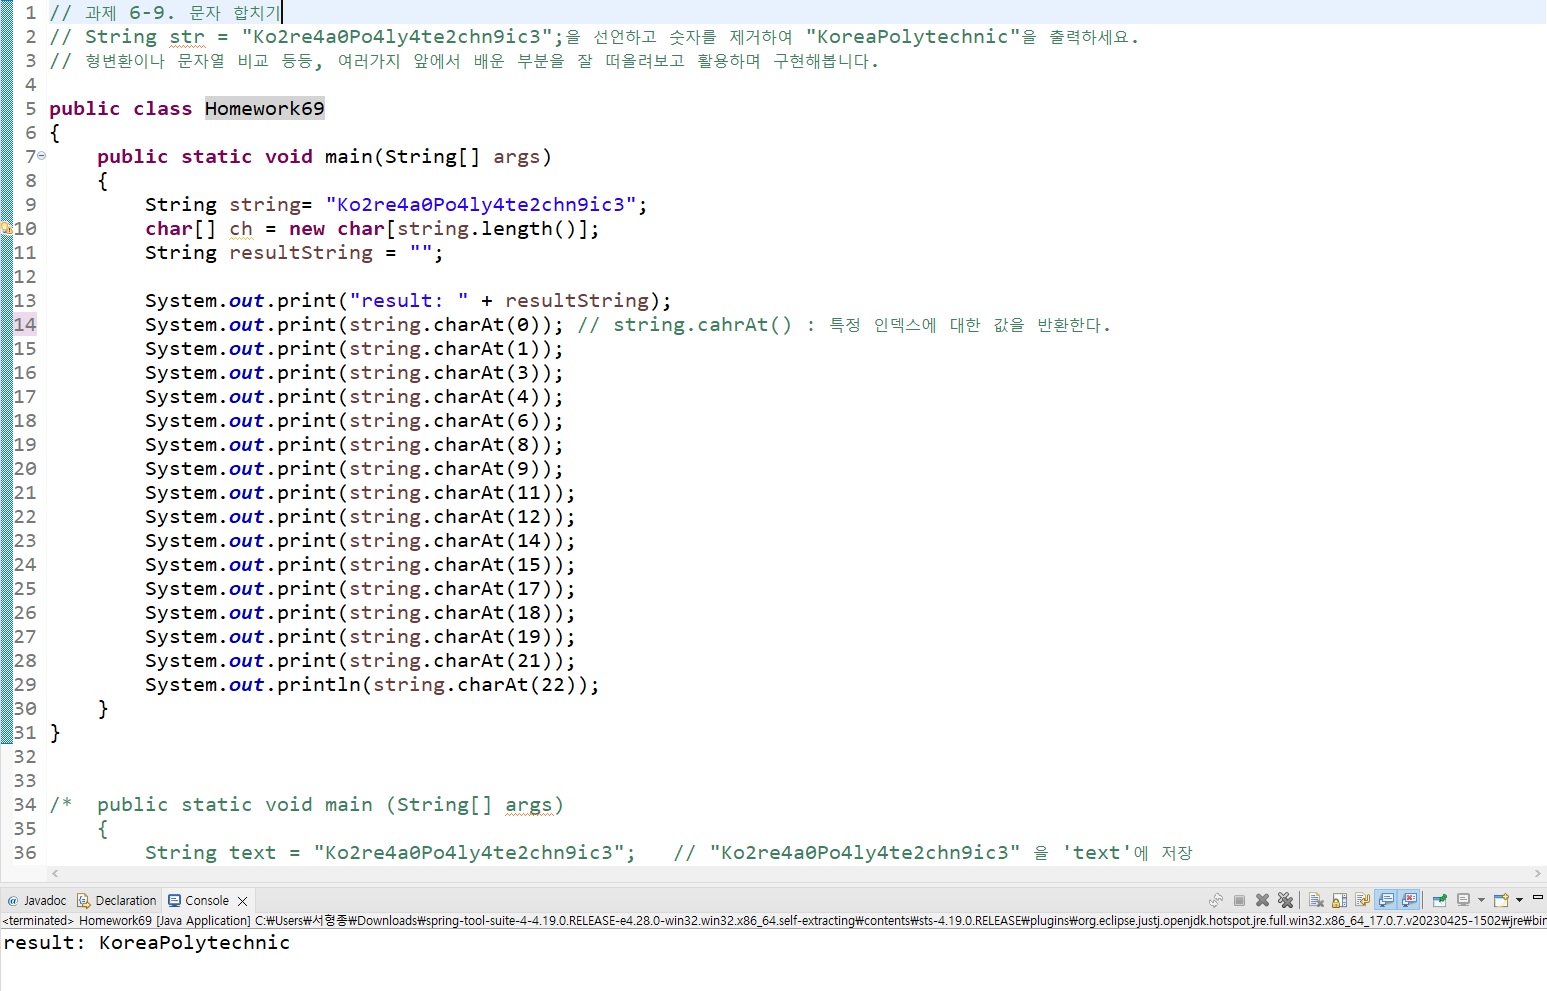 1 // 과제 6-9. 문자 합치기
2 // String str = "Ko2re4a0Po4ly4te2chn9ic3";을 선언하고 숫자를 제거하여 "KoreaPolytechnic"을 출력하세요.
3 // 형변환이나 문자열 비교 등등, 여러가지 앞에서 배운 부분을 잘 떠올려보고 활용하며 구현해봅니다.
4
5 public class Homework69
6 {
7 public static void main(String[] args)
8 {
9 String string= "Ko2re4a0Po4ly4te2chn9ic3";
10 char[] ch = new char[string.length()];
11 String resultString = "";
12
13 System.out.print("result: " + resultString);
14 System.out.print(string.charAt(0)); // string.cahrAt() : 특정 인덱스에 대한 값을 반환한다.
15 System.out.print(string.charAt(1));
16 System.out.print(string.charAt(3));
17 System.out.print(string.charAt(4));
18 System.out.print(string.charAt(6));
19 System.out.print(string.charAt(8));
20 System.out.print(string.charAt(9));
21 System.out.print(string.charAt(11));
22 System.out.print(string.charAt(12));
23 System.out.print(string.charAt(14));
24 System.out.print(string.charAt(15));
25 System.out.print(string.charAt(17));
26 System.out.print(string.charAt(18));
27 System.out.print(string.charAt(19));
28 System.out.print(string.charAt(21));
29 System.out.println(string.charAt(22));
30 }
31 }
32
33
34 /* public static void main (String[] args)
35 {
36 String text = "Ko2re4a0Po4ly4te2chn9ic3"; // "Ko2re4a0Po4ly4te2chn9ic3" 을 'text'에 저장
@ Javadoc Declaration Console
<terminated> Homework69 [Java Application] C:₩Users₩서형종₩Downloads₩spring-tool-suite-4-4.19.0.RELEASE-e4.28.0-win32.win32.x86_64.self-extracting₩contents₩sts-4.19.0.RELEASE₩plugins₩org.eclipse.justj.openjdk.hotspot.jre.full.win32.x86_64_17.0.7.v20230425-1502₩jre₩bin
result: KoreaPolytechnic